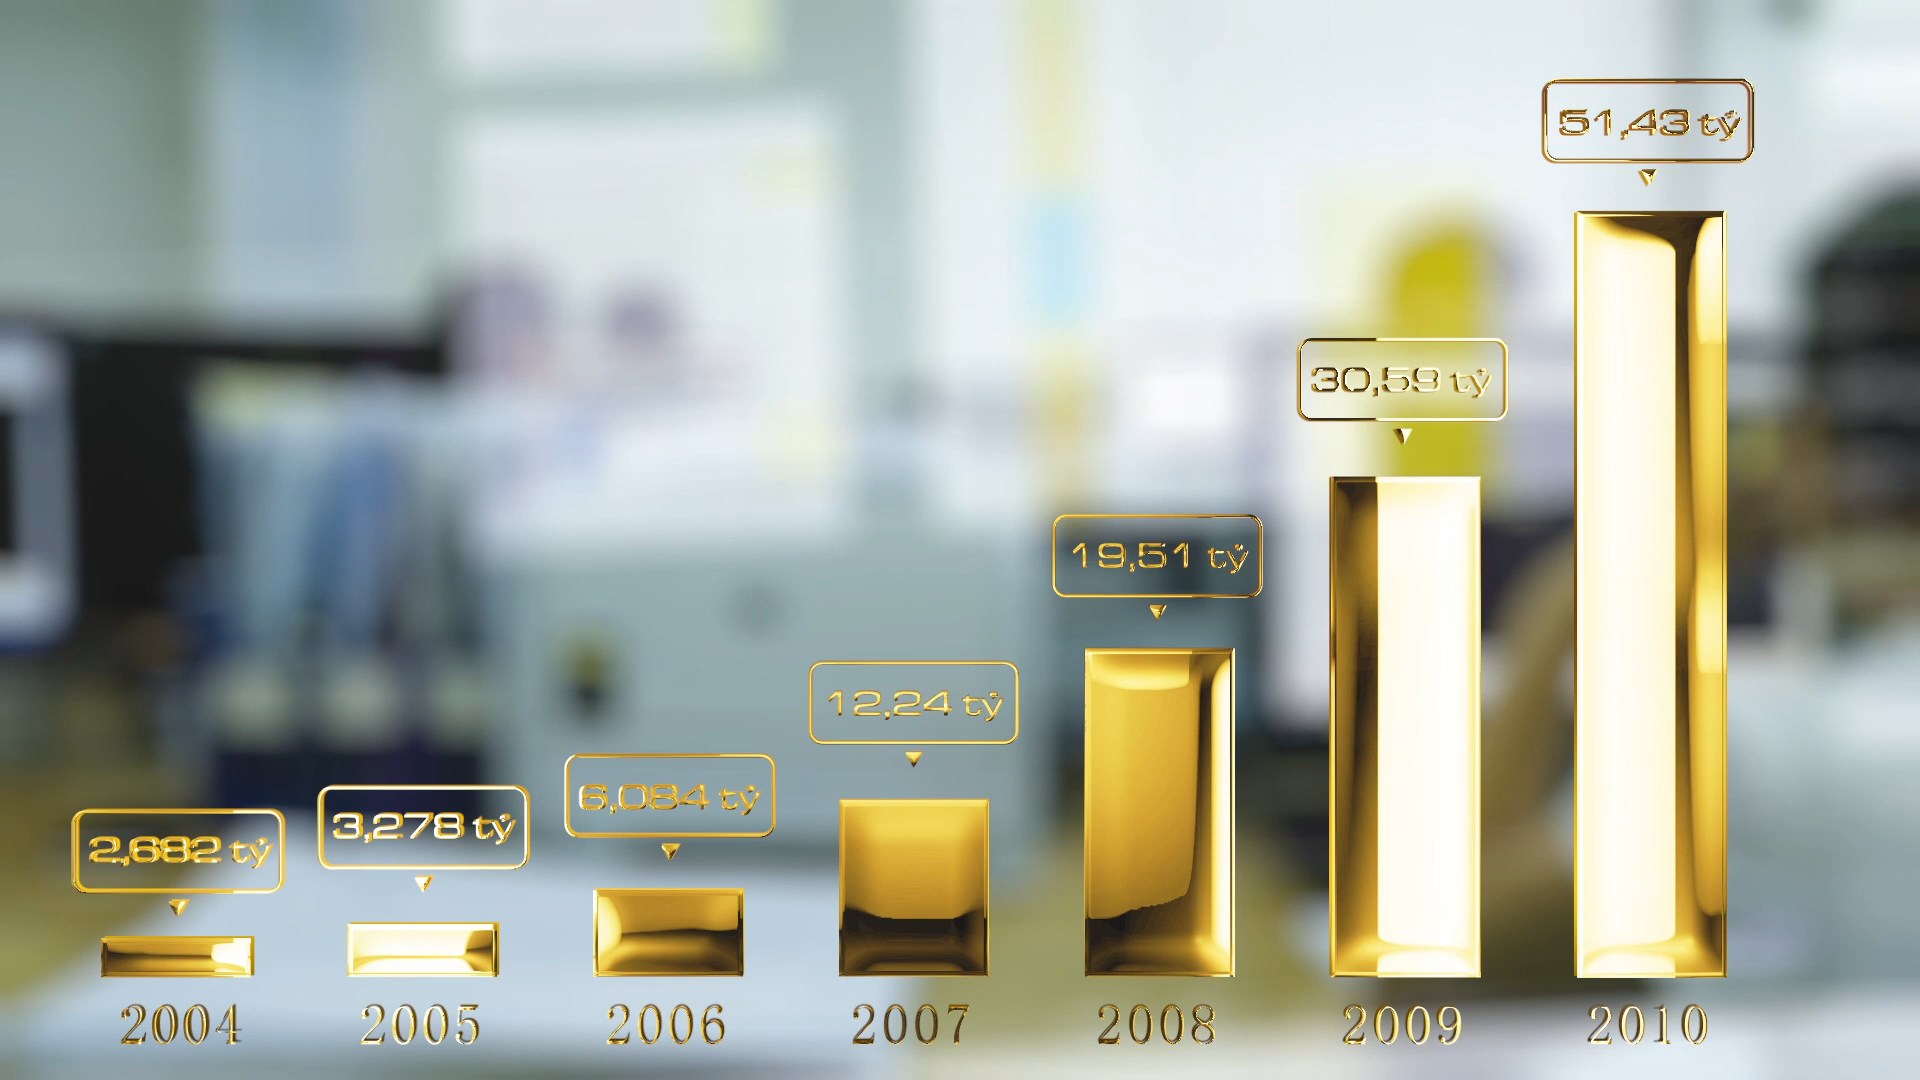 51,43 tỷ
30,59 tỷ
19,51 tỷ
12,24 tỷ
6,084 tỷ
3,278 tỷ
2,682 tỷ
2004 2005 2006 2007 2008 2009 2010